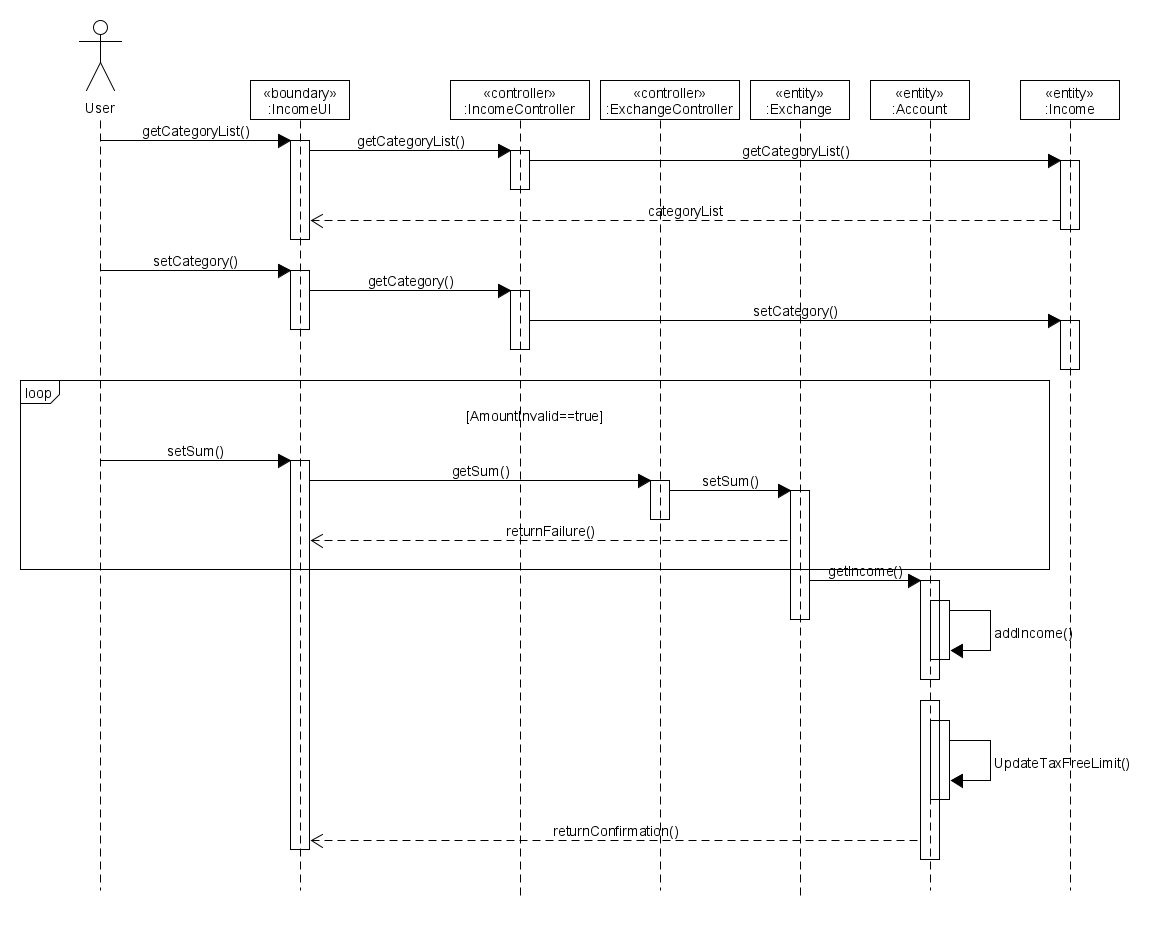 User
«boundary»
:IncomeUI
«controller»
:IncomeController
«controller»
:ExchangeController
«entity»
:Exchange
«entity»
:Account
«entity»
:Income
getCategoryList()
getCategoryList()
getCategoryList()
categoryList
setCategory()
getCategory()
setCategory()
loop
[AmountInvalid==true]
setSum()
getSum()
setSum()
returnFailure()
getIncome()
addIncome()
UpdateTaxFreeLimit()
returnConfirmation()